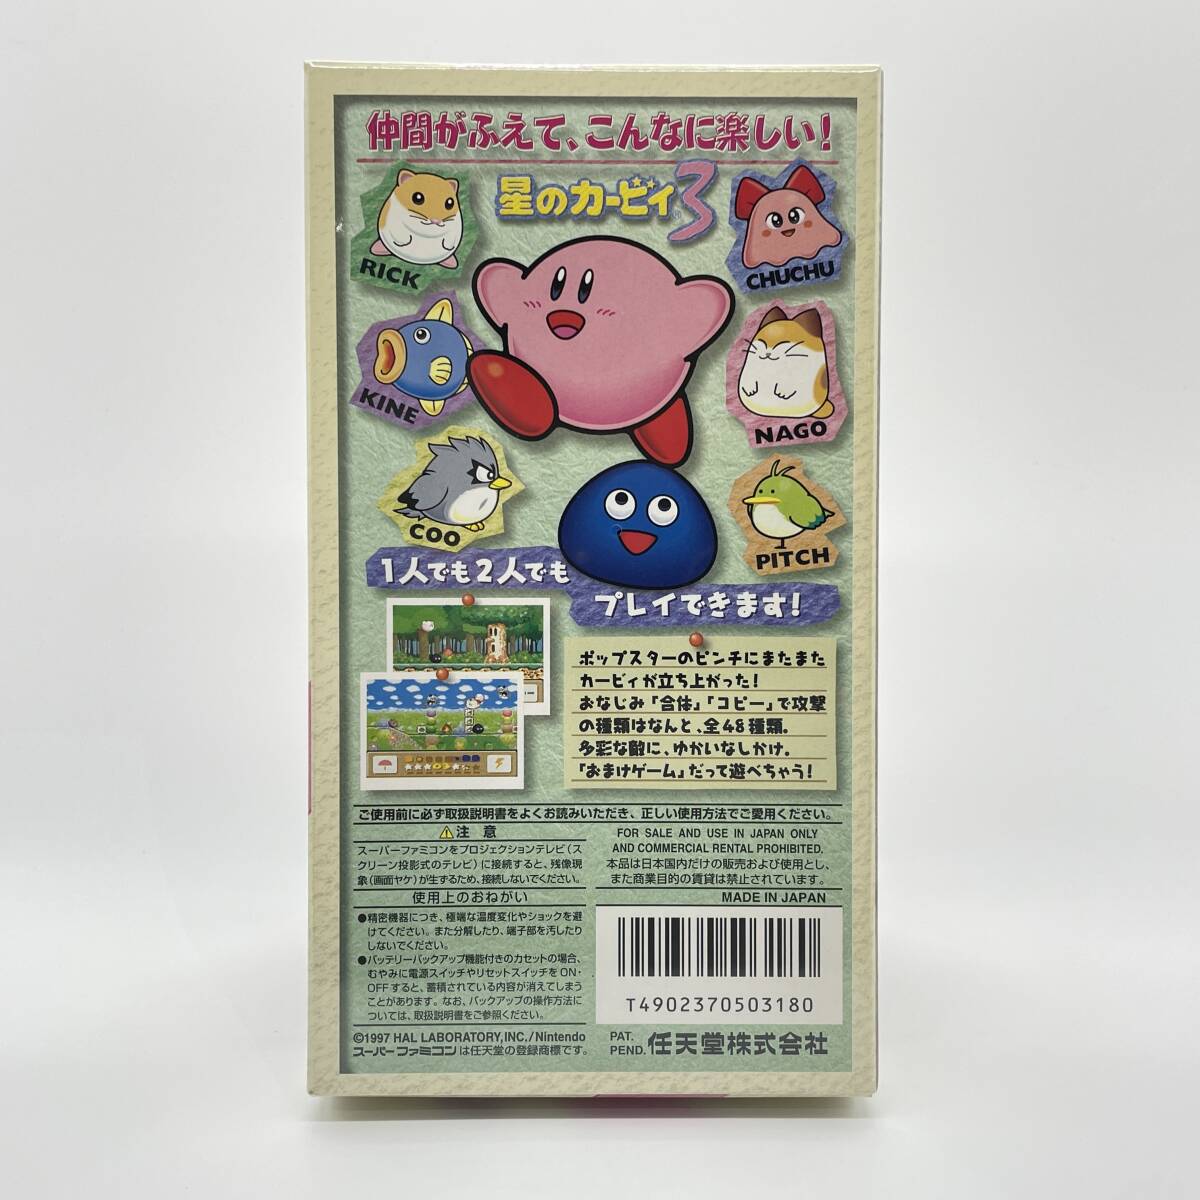 仲間がふえて、こんなに楽しい!
星のカービィ3
RICK
CHUCHU
KINE
NAGO
COO
PITCH
1人でも2人でも
プレイできます!
ポップスターのピンチにまたまた
カービィが立ち上がった!
おなじみ「合体」「コピー」で攻撃
の種類はなんと、全48種類。
多彩な敵に、ゆかいなしかけ。
「おまけゲーム」だって遊べちゃう!
ご使用前に必ず取扱説明書をよくお読みいただき、正しい使用方法でご愛用ください。
⚠注意
スーパーファミコンをプロジェクションテレビ(ス
クリーン投影式のテレビ)に接続すると、残像現
象(画面ヤケ)が生ずるため、接続しないでください。
使用上のおねがい
●精密機器につき、極端な温度変化やショックを避
けてください。また分解したり、端子部を汚したり
しないでください。
●バッテリーバックアップ機能付きのカセットの場合、
むやみに電源スイッチやリセットスイッチをON・
OFFすると、蓄積されている内容が消えてしまう
ことがあります。なお、バックアップの操作方法に
ついては、取扱説明書をご参照ください。
©1997 HAL LABORATORY, INC./Nintendo
スーパーファミコンは任天堂の登録商標です。
FOR SALE AND USE IN JAPAN ONLY
AND COMMERCIAL RENTAL PROHIBITED.
本品は日本国内だけの販売および使用とし、
また商業目的の賃貸は禁止されています。
MADE IN JAPAN
T4902370503180
PAT.
PEND. 任天堂株式会社